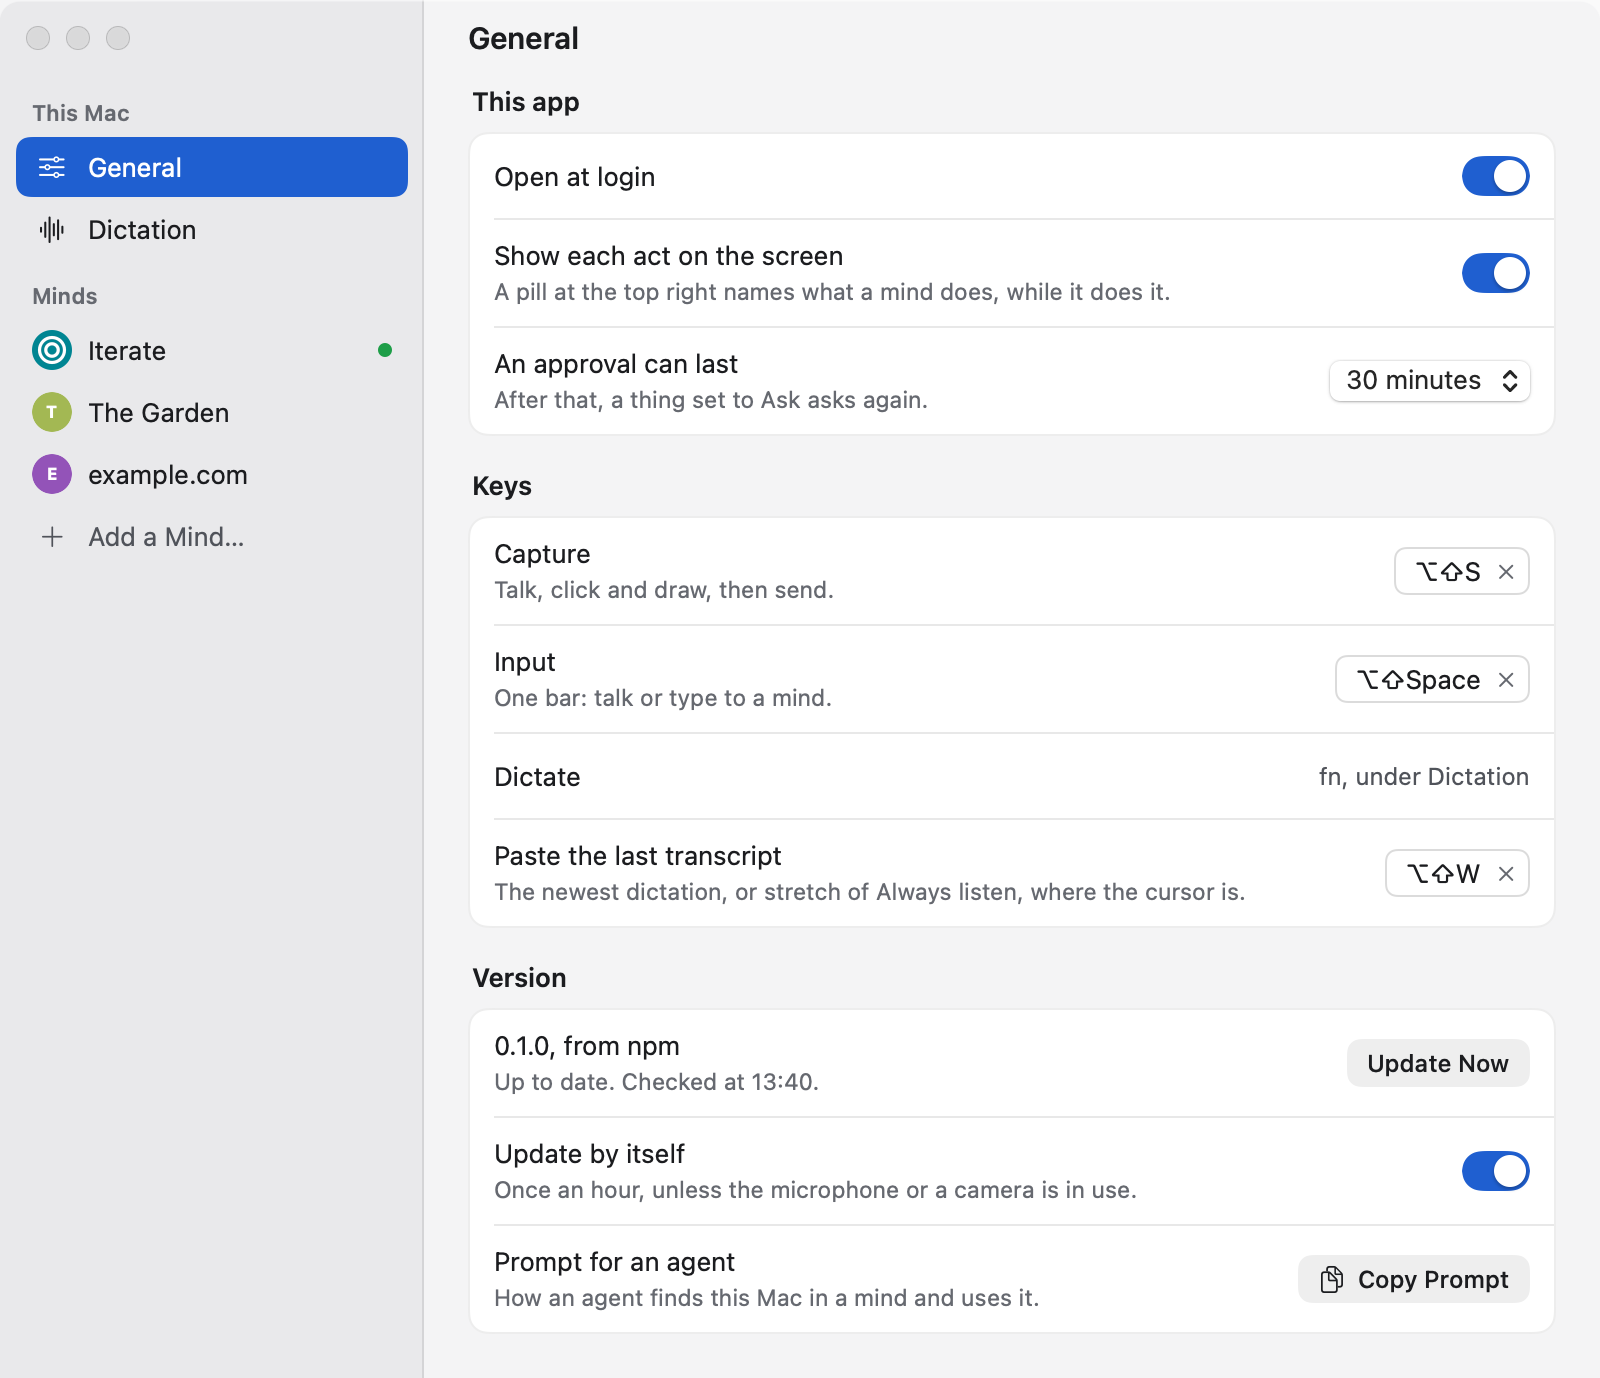 This Mac
General
Dictation
Minds
Iterate
T
The Garden
E
example.com
Add a Mind...
General
This app
Open at login
Show each act on the screen
A pill at the top right names what a mind does, while it does it.
An approval can last
After that, a thing set to Ask asks again.
30 minutes
Keys
Capture
Talk, click and draw, then send.
⌥⇧S
Input
One bar: talk or type to a mind.
⌥⇧Space
Dictate
fn, under Dictation
Paste the last transcript
The newest dictation, or stretch of Always listen, where the cursor is.
⌥⇧W
Version
0.1.0, from npm
Up to date. Checked at 13:40.
Update Now
Update by itself
Once an hour, unless the microphone or a camera is in use.
Prompt for an agent
How an agent finds this Mac in a mind and uses it.
Copy Prompt